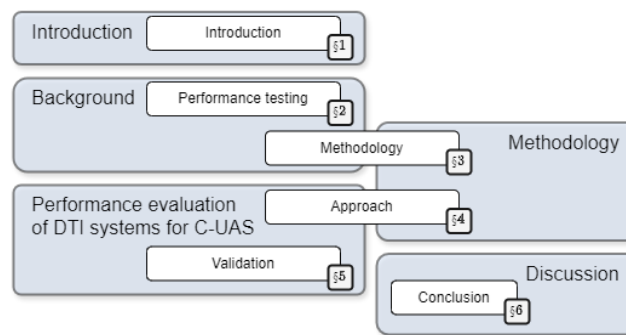 Introduction
Introduction
§1
Background
Performance testing
§2
Methodology
§3
Methodology
Performance evaluation
of DTI systems for C-UAS
Approach
§4
Validation
§5
Discussion
Conclusion
§6